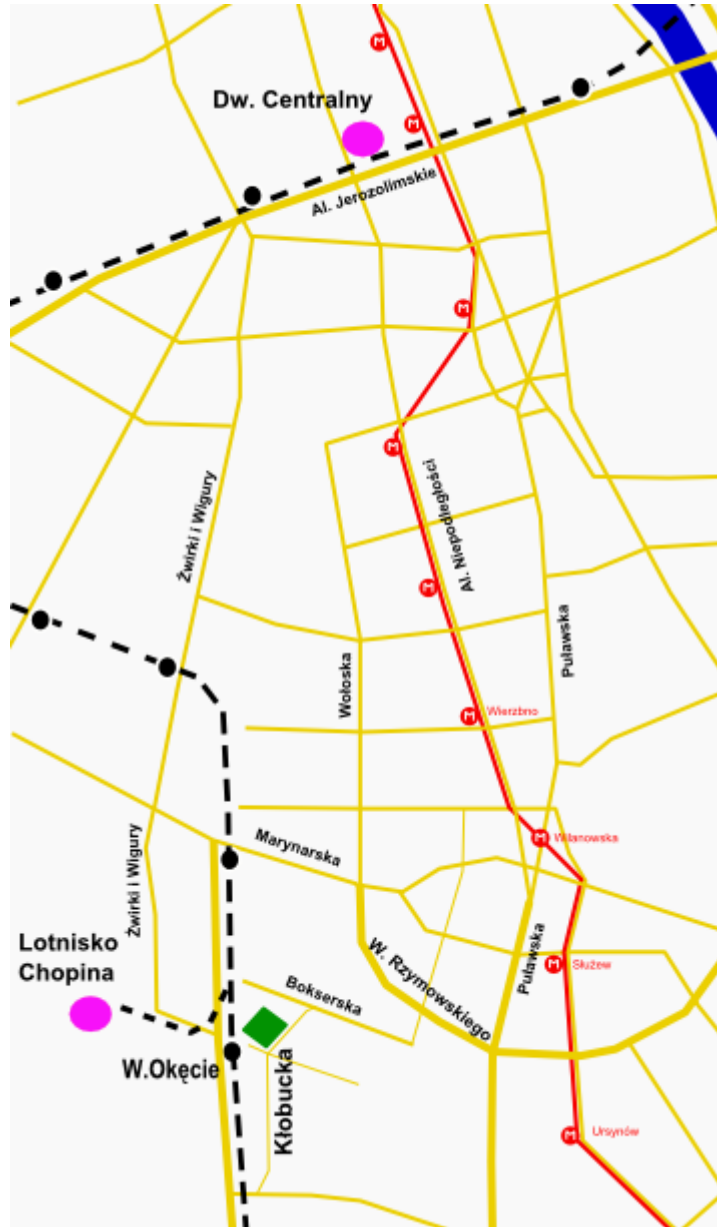 M
Dw. Centralny
M
Al. Jerozolimskie
M
M
Al. Niepodległości
Żwirki i Wigury
M
Puławska
Wołoska
M Wierzbno
M Wilanowska
Marynarska
Żwirki i Wigury
Lotnisko
Chopina
Puławska
M Służew
W. Rzymowskiego
Bokserska
W.Okęcie
Kłobucka
M Ursynów